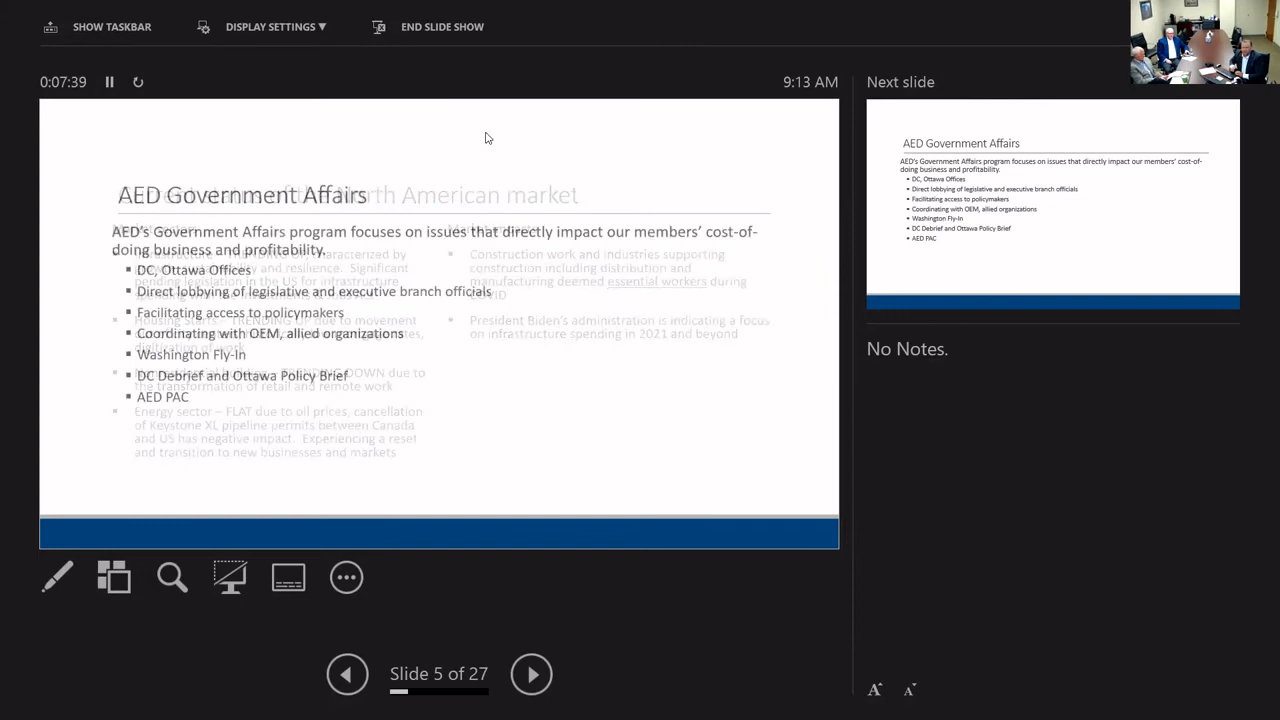 SHOW TASKBAR
DISPLAY SETTINGS ▼
END SLIDE SHOW
0:07:39
9:13 AM
AED Government Affairs
North American market
AED's Government Affairs program focuses on issues that directly impact our members' cost-of-
doing business and profitability.
DC, Ottawa Offices
Direct lobbying of legislative and executive branch officials
Facilitating access to policymakers
Coordinating with OEM, allied organizations
Washington Fly-In
DC Debrief and Ottawa Policy Brief
AED PAC
characterized by
and resilience. Significant
pending legislation in the US for infrastructure
Housing Starts – TRENDING UP due to movement
DOWN due to
the transformation of retail and remote work
Energy sector – FLAT due to oil prices, cancellation
of Keystone XL pipeline permits between Canada
and US has negative impact. Experiencing a reset
and transition to new businesses and markets
Construction work and industries supporting
construction including distribution and
manufacturing deemed essential workers during
COVID
President Biden's administration is indicating a focus
on infrastructure spending in 2021 and beyond
Slide 5 of 27
Next slide
AED Government Affairs
AED's Government Affairs program focuses on issues that directly impact our members' cost-of-
doing business and profitability.
DC, Ottawa Offices
Direct lobbying of legislative and executive branch officials
Facilitating access to policymakers
Coordinating with OEM, allied organizations
Washington Fly-In
DC Debrief and Ottawa Policy Brief
AED PAC
No Notes.
A A